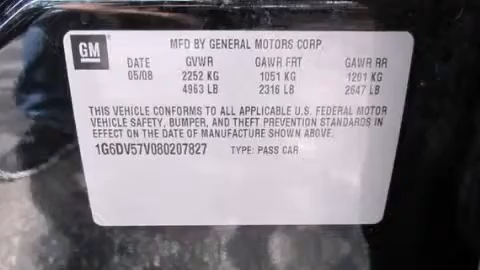 GM
MFD BY GENERAL MOTORS CORP.
DATE GVWR GAWR FRT GAWR RR
05/08 2252 KG 1051 KG 1201 KG
4963 LB 2316 LB 2647 LB
THIS VEHICLE CONFORMS TO ALL APPLICABLE U.S. FEDERAL MOTOR
VEHICLE SAFETY, BUMPER, AND THEFT PREVENTION STANDARDS IN
EFFECT ON THE DATE OF MANUFACTURE SHOWN ABOVE.
1G6DV57V080207827 TYPE: PASS CAR